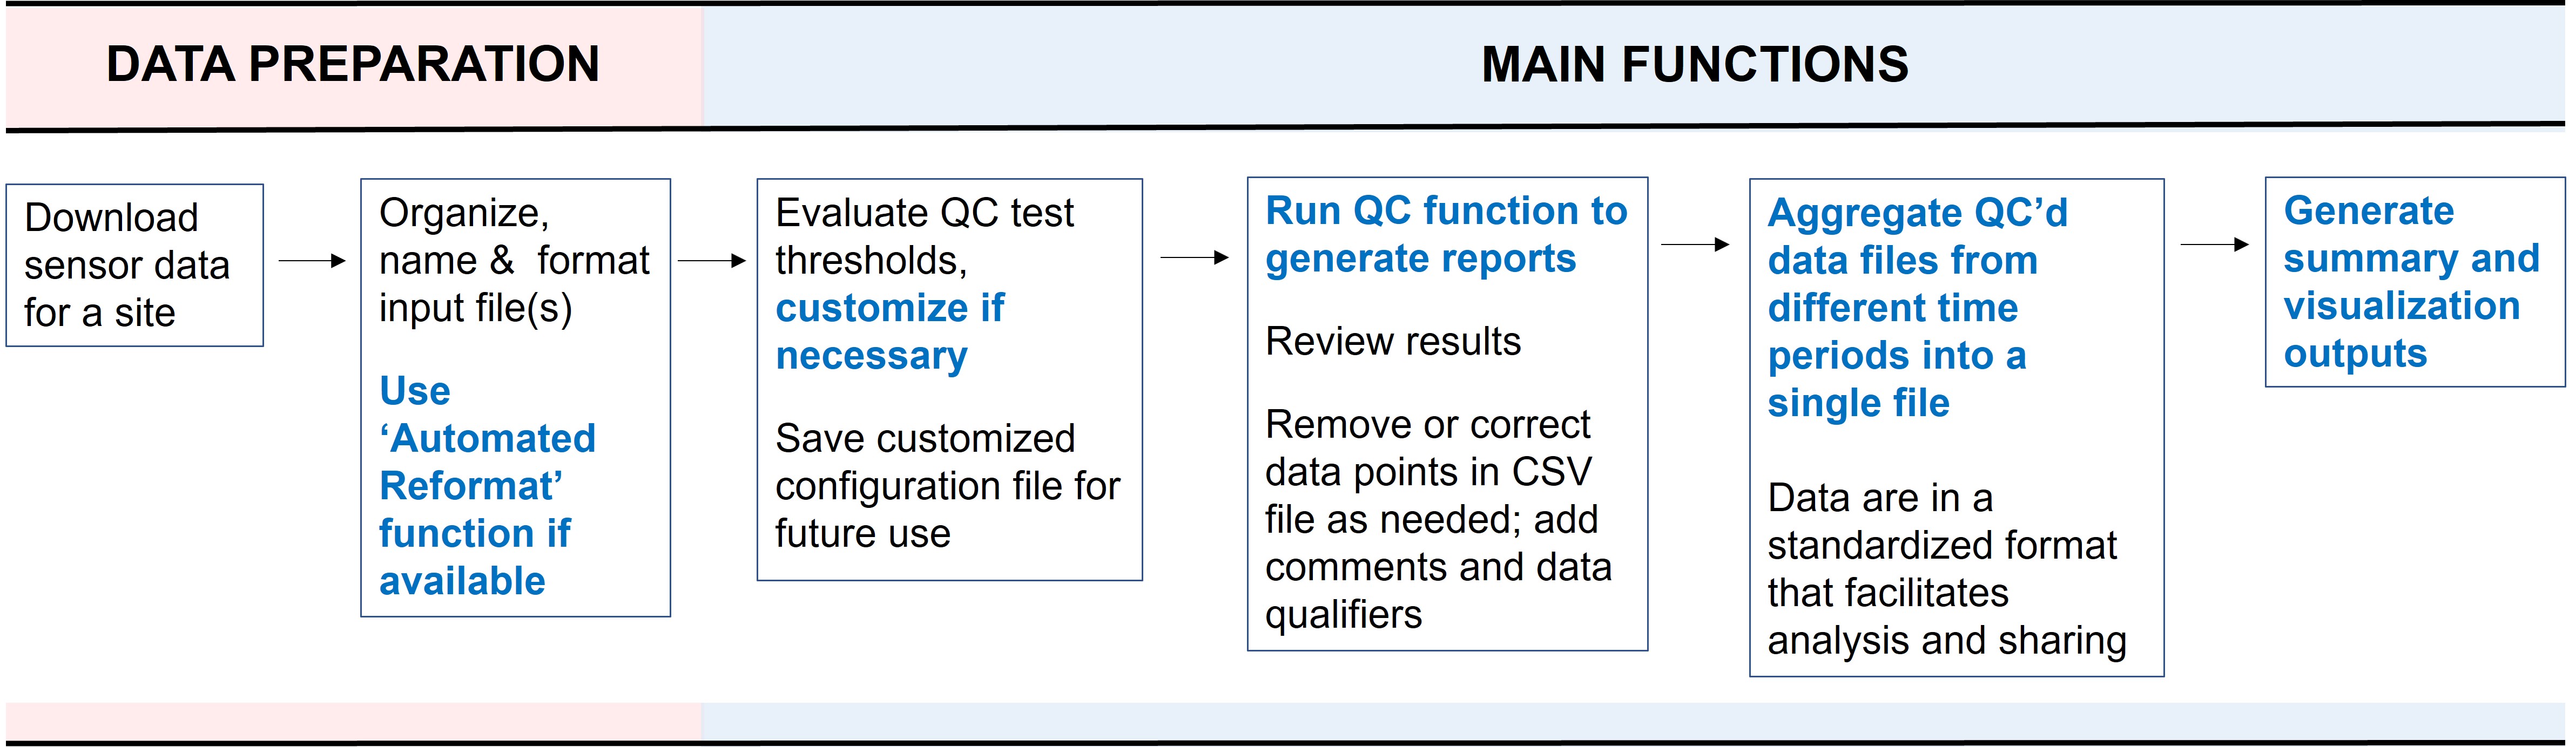 DATA PREPARATION
MAIN FUNCTIONS
Download
sensor data
for a site
Organize,
name &  format
input file(s)
Use
‘Automated
Reformat’
function if
available
Evaluate QC test
thresholds,
customize if
necessary
Save customized
configuration file for
future use
Run QC function to
generate reports
Review results
Remove or correct
data points in CSV
file as needed; add
comments and data
qualifiers
Aggregate QC’d
data files from
different time
periods into a
single file
Data are in a
standardized format
that facilitates
analysis and sharing
Generate
summary and
visualization
outputs